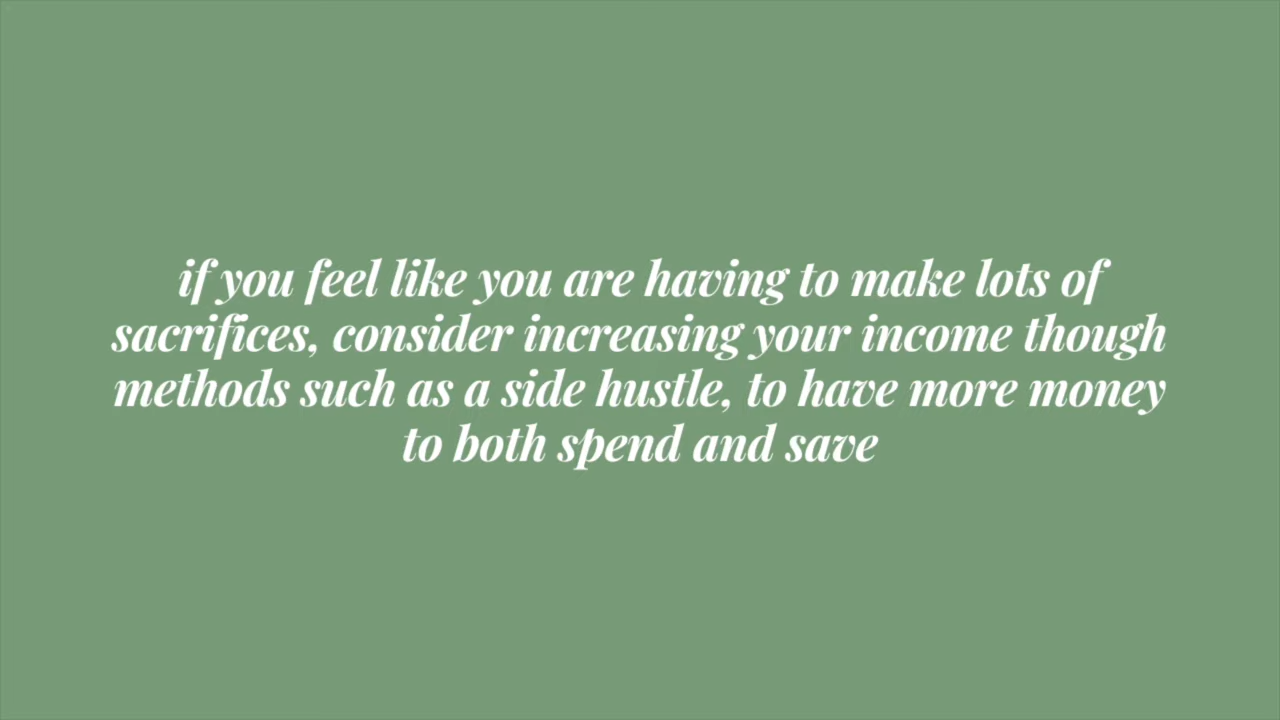 if you feel like you are having to make lots of
sacrifices, consider increasing your income though
methods such as a side hustle, to have more money
to both spend and save